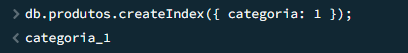 > db.produtos.createIndex({ categoria: 1 });
< categoria_1